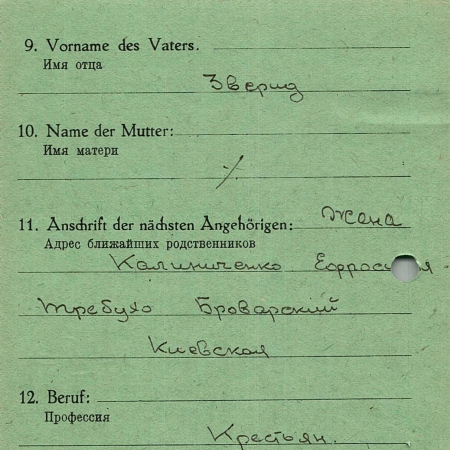 9. Vorname des Vaters.
Имя отца
Зверид
10. Name der Mutter:
Имя матери
⁒
11. Anschrift der nächsten Angehörigen: Жена
Адрес ближайших родственников
Калиниченко
Требухо Броварский
Киевская
12. Beruf:
Профессия
Крестьян.